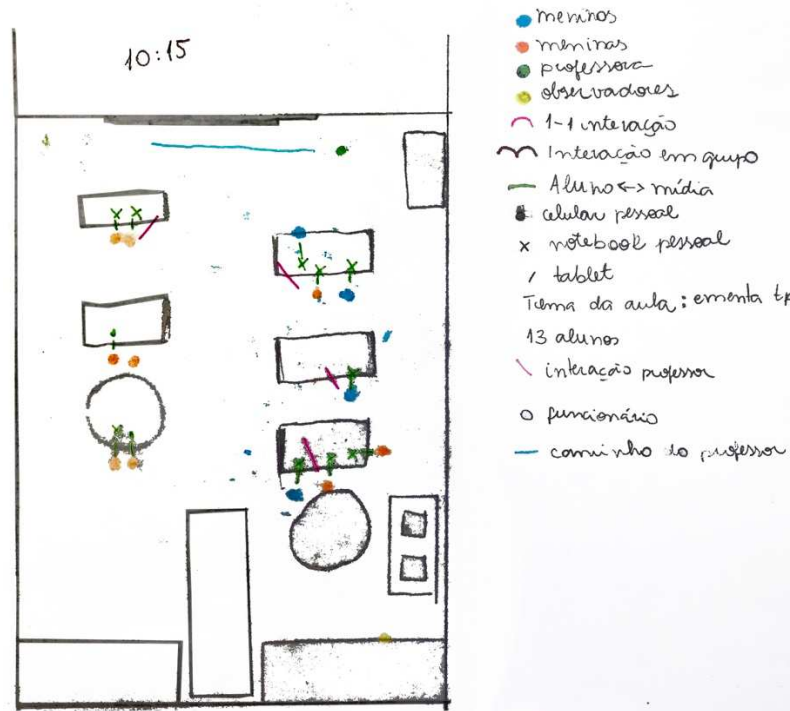 10:15
meninos
meninas
professora
observadores
1-1 interação
Interação em grupo
Aluno <-> mídia
celular pessoal
x notebook pessoal
/ tablet
Tema da aula: ementa
13 alunos
interação professor
o funcionário
caminho do professor